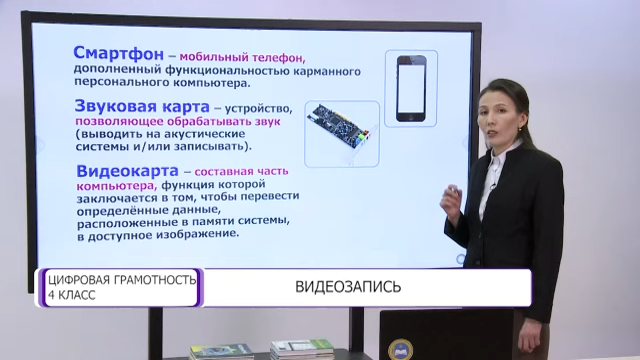 Смартфон – мобильный телефон,
дополненный функциональностью карманного
персонального компьютера.
Звуковая карта – устройство,
позволяющее обрабатывать звук
(выводить на акустические
системы и/или записывать).
Видеокарта – составная часть
компьютера, функция которой
заключается в том, чтобы перевести
определённые данные,
расположенные в памяти системы,
в доступное изображение.
ЦИФРОВАЯ ГРАМОТНОСТЬ
4 КЛАСС
ВИДЕОЗАПИСЬ